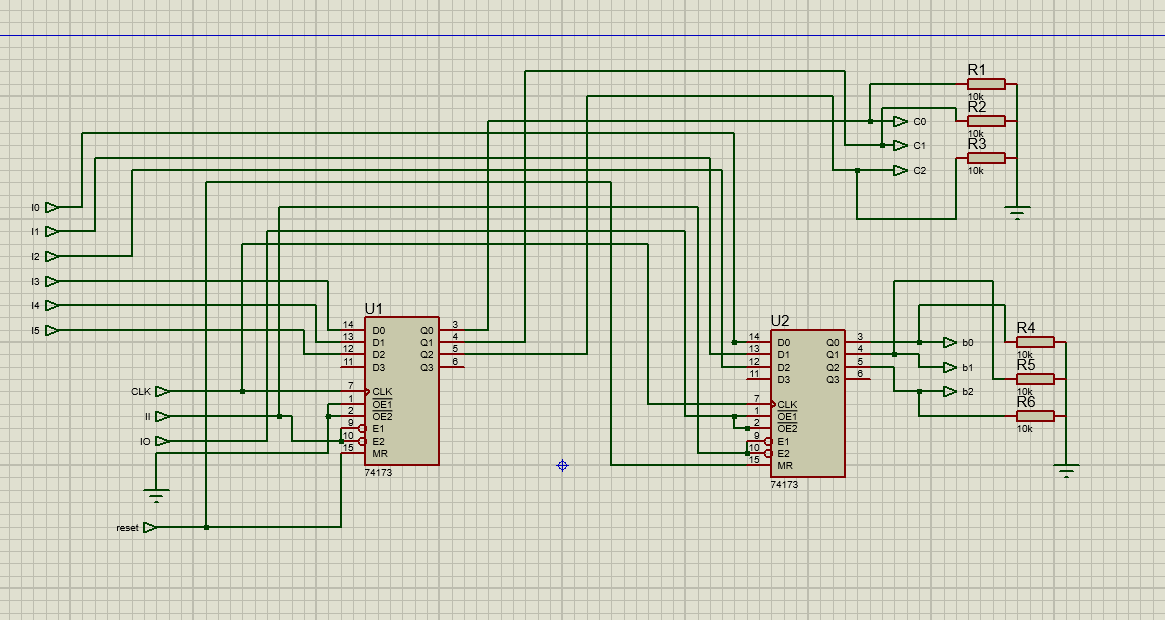 R1
10k
R2
10k
R3
10k
C0
C1
C2
I0
I1
I2
I3
I4
I5
CLK
II
IO
reset
U1
14 D0 Q0 3
13 D1 Q1 4
12 D2 Q2 5
11 D3 Q3 6
7 CLK
1 OE1
2 OE2
9 E1
10 E2
15 MR
74173
U2
14 D0 Q0 3
13 D1 Q1 4
12 D2 Q2 5
11 D3 Q3 6
7 CLK
1 OE1
2 OE2
9 E1
10 E2
15 MR
74173
b0
b1
b2
R4
10k
R5
10k
R6
10k